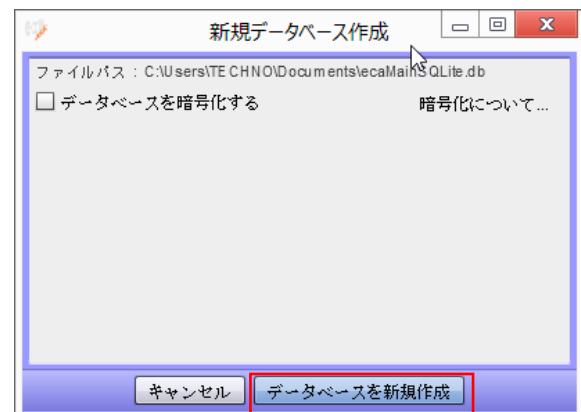 新規データベース作成
ファイルパス：C:\Users\TECHNO\Documents\ecaMainSQLite.db
データベースを暗号化する 暗号化について...
キャンセル データベースを新規作成